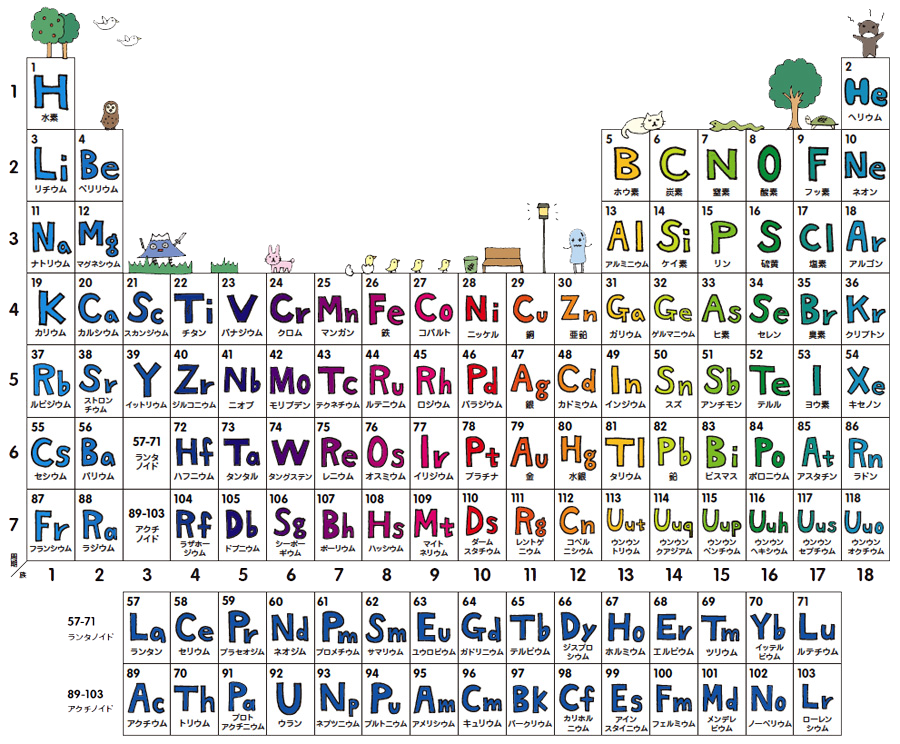 1 2
1 H He
水素 ヘリウム
3 4 5 6 7 8 9 10
2 Li Be B C N O F Ne
リチウム ベリリウム ホウ素 炭素 窒素 酸素 フッ素 ネオン
11 12 13 14 15 16 17 18
3 Na Mg Al Si P S Cl Ar
ナトリウム マグネシウム アルミニウム ケイ素 リン 硫黄 塩素 アルゴン
19 20 21 22 23 24 25 26 27 28 29 30 31 32 33 34 35 36
4 K Ca Sc Ti V Cr Mn Fe Co Ni Cu Zn Ga Ge As Se Br Kr
カリウム カルシウム スカンジウム チタン バナジウム クロム マンガン 鉄 コバルト ニッケル 銅 亜鉛 ガリウム ゲルマニウム ヒ素 セレン 臭素 クリプトン
37 38 39 40 41 42 43 44 45 46 47 48 49 50 51 52 53 54
5 Rb Sr Y Zr Nb Mo Tc Ru Rh Pd Ag Cd In Sn Sb Te I Xe
ルビジウム ストロンチウム イットリウム ジルコニウム ニオブ モリブデン テクネチウム ルテニウム ロジウム パラジウム 銀 カドミウム インジウム スズ アンチモン テルル ヨウ素 キセノン
55 56 57-71 72 73 74 75 76 77 78 79 80 81 82 83 84 85 86
6 Cs Ba ランタノイド Hf Ta W Re Os Ir Pt Au Hg Tl Pb Bi Po At Rn
セシウム バリウム ハフニウム タンタル タングステン レニウム オスミウム イリジウム プラチナ 金 水銀 タリウム 鉛 ビスマス ポロニウム アスタチン ラドン
87 88 89-103 104 105 106 107 108 109 110 111 112 113 114 115 116 117 118
7 Fr Ra アクチノイド Rf Db Sg Bh Hs Mt Ds Rg Cn Uut Uuq Uup Uuh Uus Uuo
フランシウム ラジウム ラザホージウム ドブニウム シーボーギウム ボーリウム ハッシウム マイトネリウム ダームスタチウム レントゲニウム コペルニシウム ウンウントリウム ウンウンクアジアム ウンウンペンチウム ウンウンヘキシウム ウンウンセプチウム ウンウンオクチウム
周期 族 1 2 3 4 5 6 7 8 9 10 11 12 13 14 15 16 17 18
57 58 59 60 61 62 63 64 65 66 67 68 69 70 71
57-71 La Ce Pr Nd Pm Sm Eu Gd Tb Dy Ho Er Tm Yb Lu
ランタノイド ランタン セリウム プラセオジム ネオジム プロメチウム サマリウム ユウロビウム ガドリニウム テルビウム ジスプロシウム ホルミウム エルビウム ツリウム イッテルビウム ルテチウム
89 70 91 92 93 94 95 96 97 98 99 100 101 102 103
89-103 Ac Th Pa U Np Pu Am Cm Bk Cf Es Fm Md No Lr
アクチノイド アクチウム トリウム プロトアクチニウム ウラン ネプツニウム プルトニウム アメリシウム キュリウム バークリウム カリホルニウム アインスタイニウム フェルミウム メンデレビウム ノーベリウム ローレンシウム